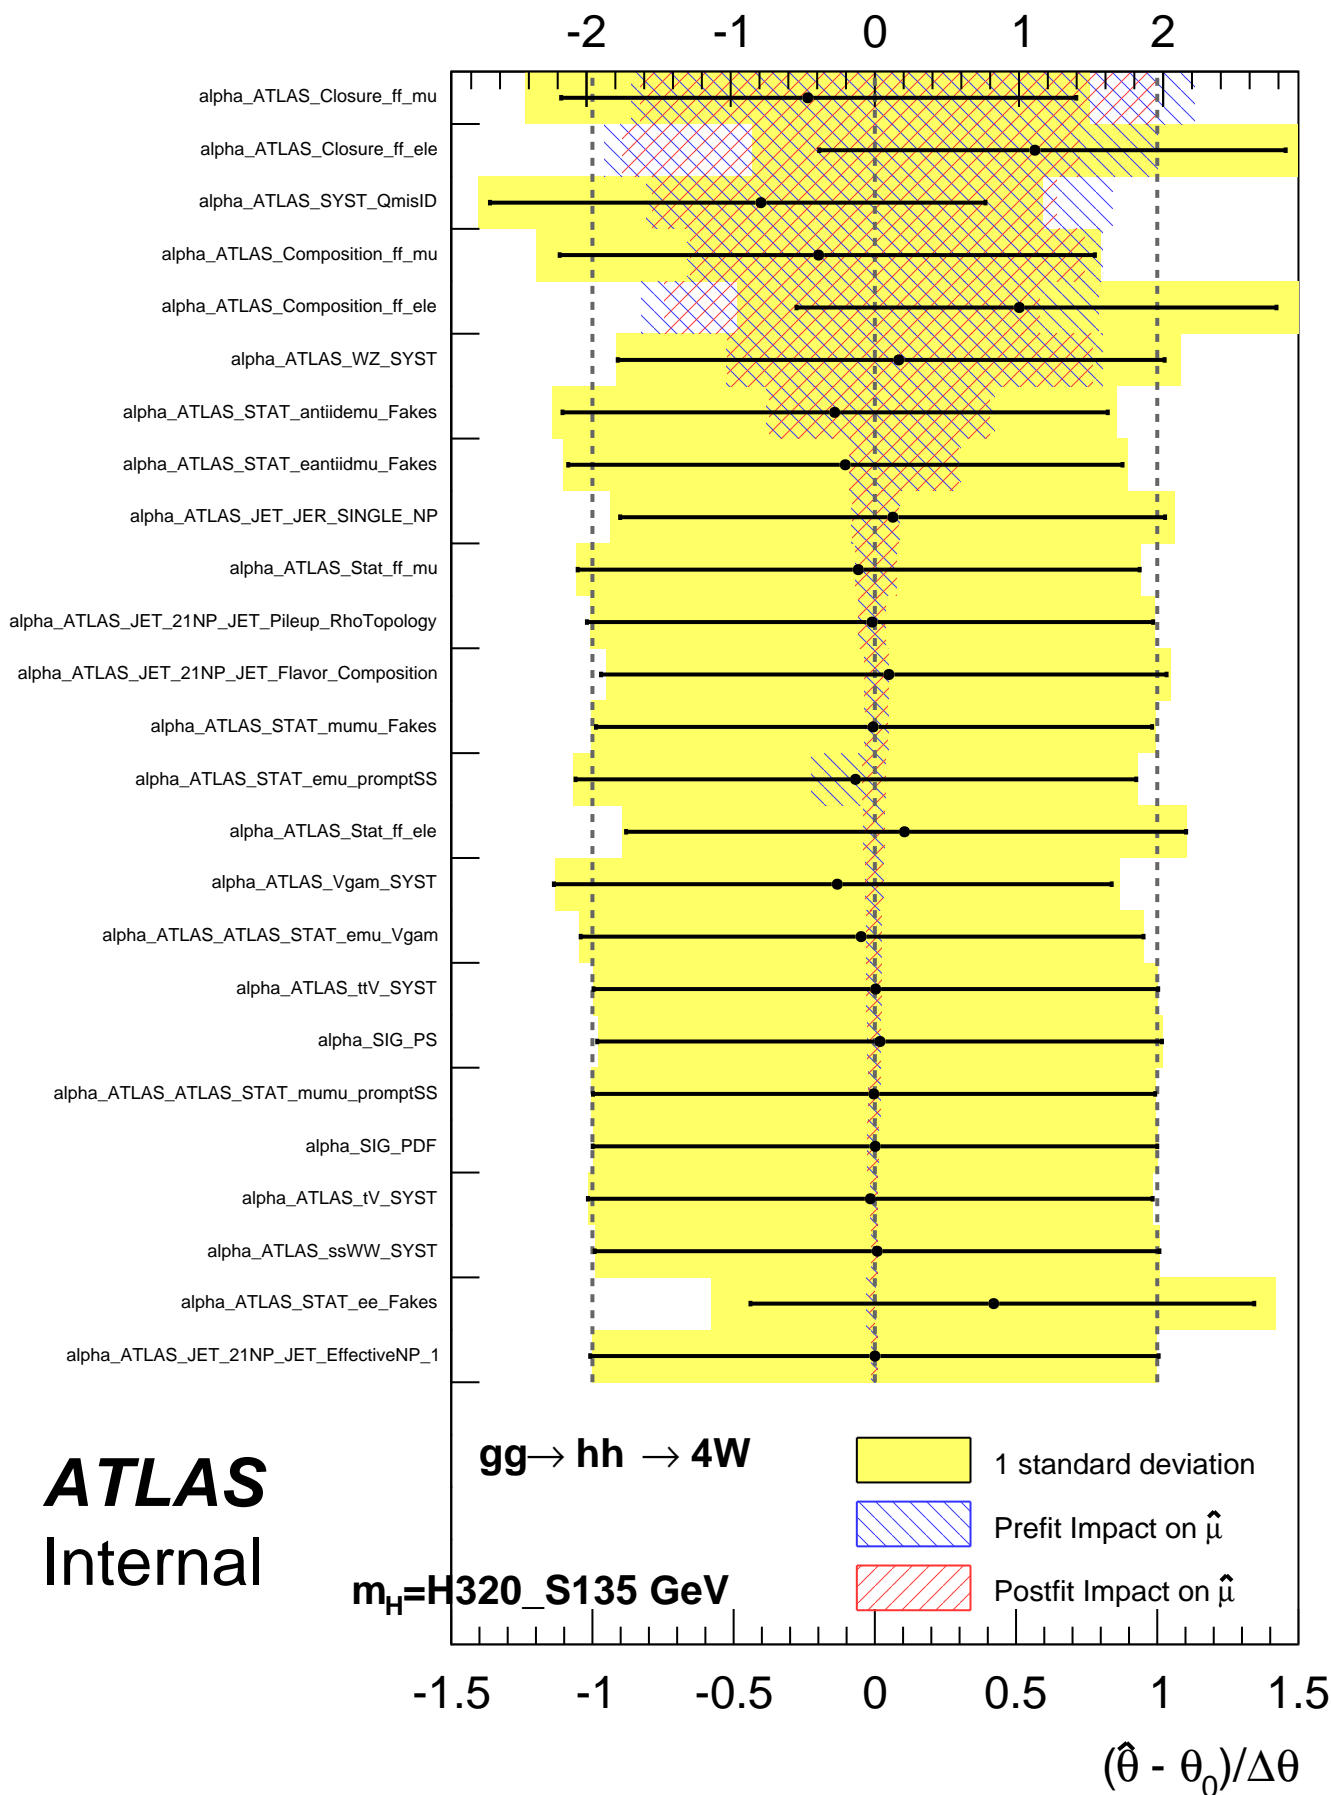 -2 -1 0 1 2
alpha_ATLAS_Closure_ff_mu
alpha_ATLAS_Closure_ff_ele
alpha_ATLAS_SYST_QmisID
alpha_ATLAS_Composition_ff_mu
alpha_ATLAS_Composition_ff_ele
alpha_ATLAS_WZ_SYST
alpha_ATLAS_STAT_antiidemu_Fakes
alpha_ATLAS_STAT_eantiidmu_Fakes
alpha_ATLAS_JET_JER_SINGLE_NP
alpha_ATLAS_Stat_ff_mu
alpha_ATLAS_JET_21NP_JET_Pileup_RhoTopology
alpha_ATLAS_JET_21NP_JET_Flavor_Composition
alpha_ATLAS_STAT_mumu_Fakes
alpha_ATLAS_STAT_emu_promptSS
alpha_ATLAS_Stat_ff_ele
alpha_ATLAS_Vgam_SYST
alpha_ATLAS_ATLAS_STAT_emu_Vgam
alpha_ATLAS_ttV_SYST
alpha_SIG_PS
alpha_ATLAS_ATLAS_STAT_mumu_promptSS
alpha_SIG_PDF
alpha_ATLAS_tV_SYST
alpha_ATLAS_ssWW_SYST
alpha_ATLAS_STAT_ee_Fakes
alpha_ATLAS_JET_21NP_JET_EffectiveNP_1
ATLAS
Internal
gg→ hh → 4W
m_H=H320_S135 GeV
1 standard deviation
Prefit Impact on μ̂
Postfit Impact on μ̂
-1.5 -1 -0.5 0 0.5 1 1.5
(θ̂ - θ₀)/Δθ